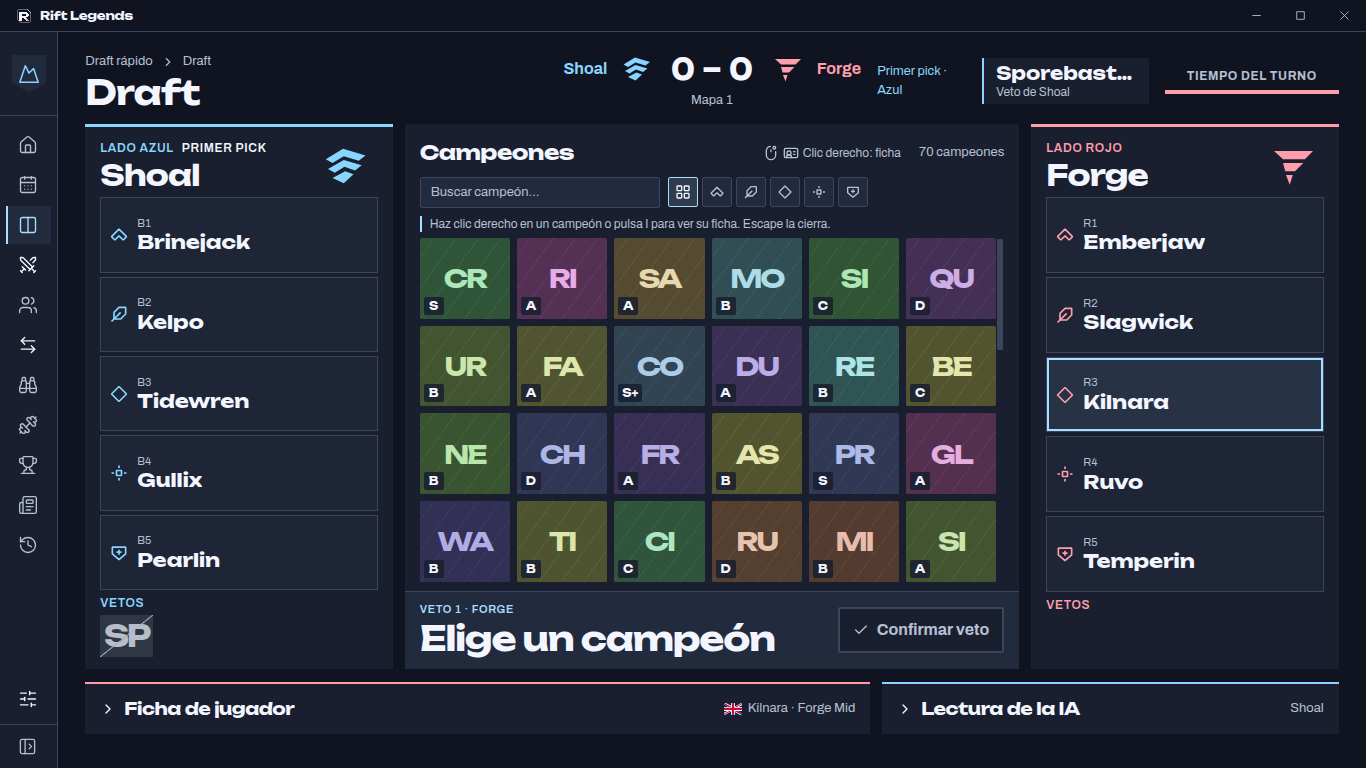 Rift Legends
Draft rápido > Draft
Draft
Shoal 0 – 0 Forge
Mapa 1
Primer pick · Azul
Sporebast...
Veto de Shoal
TIEMPO DEL TURNO
LADO AZUL PRIMER PICK
Shoal
B1
Brinejack
B2
Kelpo
B3
Tidewren
B4
Gullix
B5
Pearlin
VETOS
SP
Campeones
Clic derecho: ficha
70 campeones
Buscar campeón...
Haz clic derecho en un campeón o pulsa I para ver su ficha. Escape la cierra.
CR RI SA MO SI QU
S A A B C D
UR FA CO DU RE BE
B A S+ A B C
NE CH FR AS PR GL
B D A B S A
WA TI CI RU MI SI
B B C D B A
VETO 1 · FORGE
Elige un campeón
Confirmar veto
LADO ROJO
Forge
R1
Emberjaw
R2
Slagwick
R3
Kilnara
R4
Ruvo
R5
Temperin
VETOS
Ficha de jugador
Kilnara · Forge Mid
Lectura de la IA
Shoal